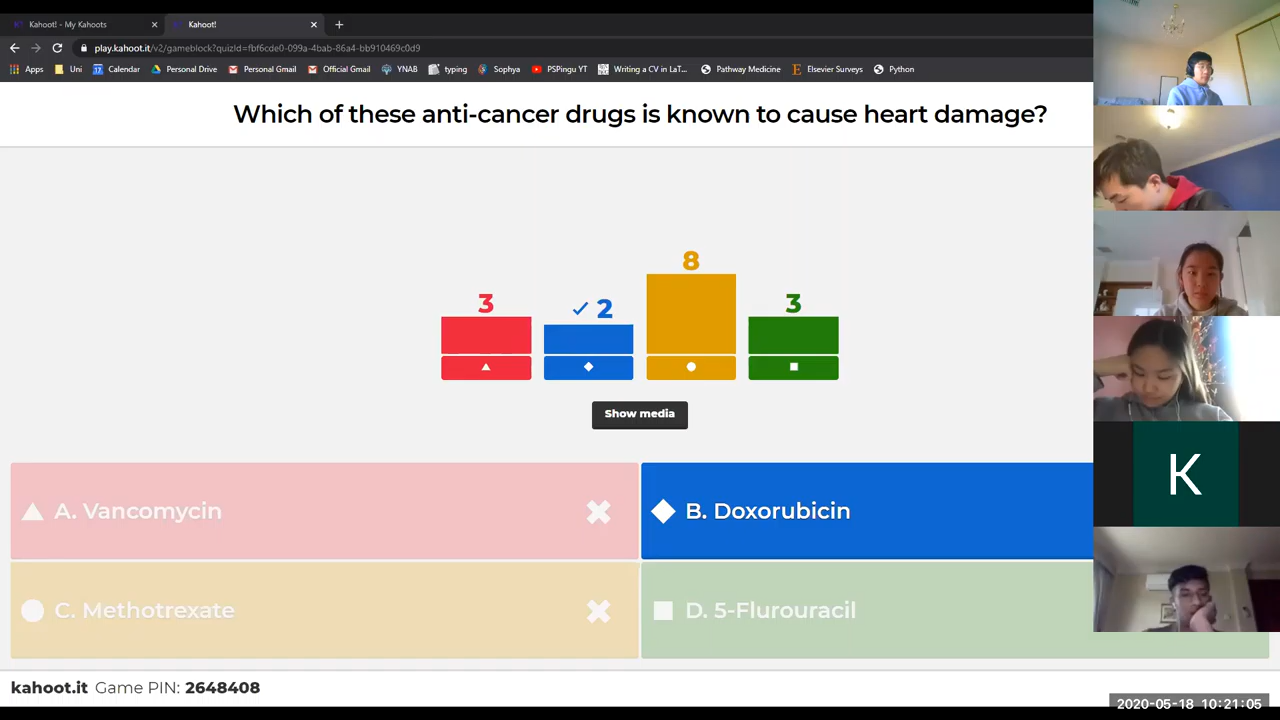 Kahoot! - My Kahoots
Kahoot!
play.kahoot.it/v2/gameblock?quizId=fbf6cde0-099a-4bab-86a4-bb910469c0d9
Apps Uni Calendar Personal Drive Personal Gmail Official Gmail YNAB typing Sophya PSPingu YT Writing a CV in LaT... Pathway Medicine Elsevier Surveys Python
Which of these anti-cancer drugs is known to cause heart damage?
3 2 8 3
Show media
A. Vancomycin
B. Doxorubicin
C. Methotrexate
D. 5-Flurouracil
K
kahoot.it Game PIN: 2648408
2020-05-18 10:21:05